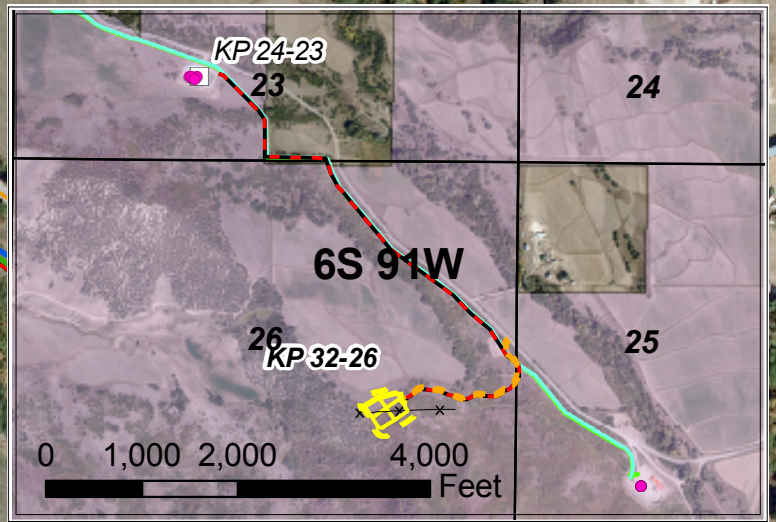 KP 24-23
23
24
6S 91W
26
KP 32-26
25
x x x
0 1,000 2,000 4,000
Feet